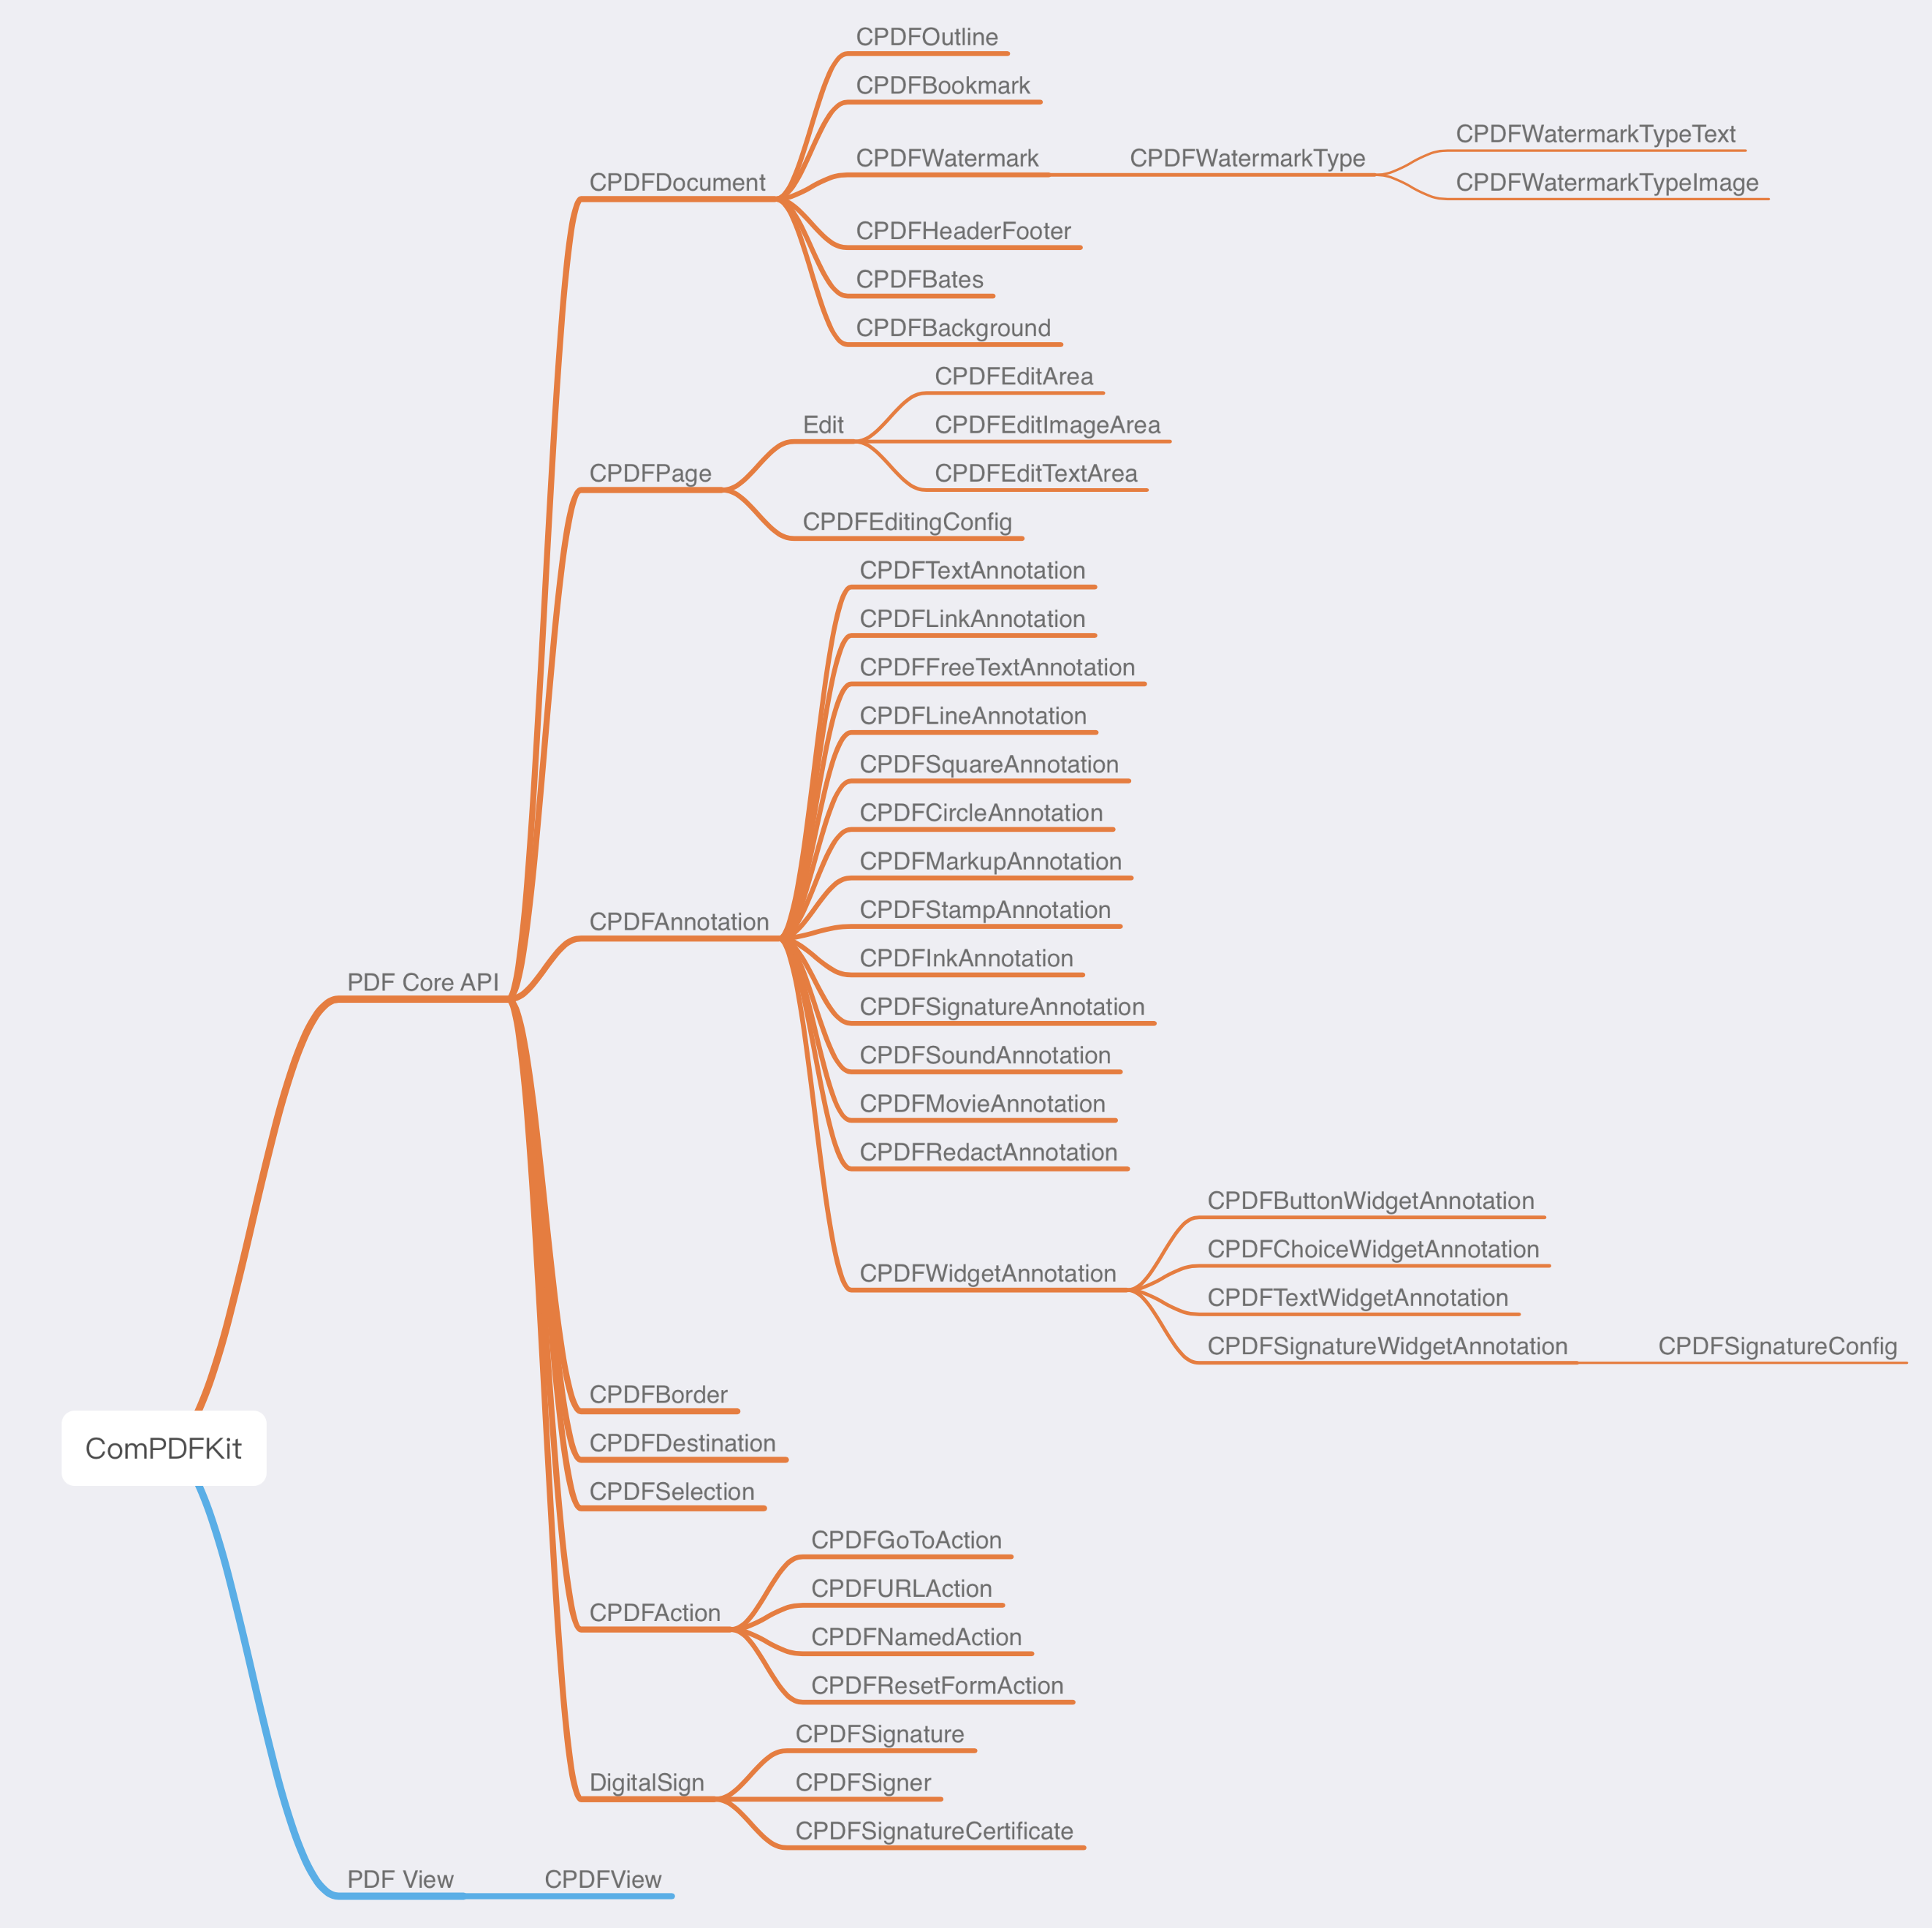 CPDFOutline
CPDFBookmark
CPDFWatermarkTypeText
CPDFWatermark
CPDFWatermarkType
CPDFDocument
CPDFWatermarkTypeImage
CPDFHeaderFooter
CPDFBates
CPDFBackground
CPDFEditArea
Edit
CPDFEditImageArea
CPDFPage
CPDFEditTextArea
CPDFEditingConfig
CPDFTextAnnotation
CPDFLinkAnnotation
CPDFFreeTextAnnotation
CPDFLineAnnotation
CPDFSquareAnnotation
CPDFCircleAnnotation
CPDFMarkupAnnotation
CPDFStampAnnotation
CPDFAnnotation
CPDFInkAnnotation
PDF Core API
CPDFSignatureAnnotation
CPDFSoundAnnotation
CPDFMovieAnnotation
CPDFRedactAnnotation
CPDFButtonWidgetAnnotation
CPDFChoiceWidgetAnnotation
CPDFWidgetAnnotation
CPDFTextWidgetAnnotation
CPDFSignatureWidgetAnnotation
CPDFSignatureConfig
CPDFBorder
ComPDFKit
CPDFDestination
CPDFSelection
CPDFGoToAction
CPDFURLAction
CPDFAction
CPDFNamedAction
CPDFResetFormAction
CPDFSignature
DigitalSign
CPDFSigner
CPDFSignatureCertificate
PDF View
CPDFView